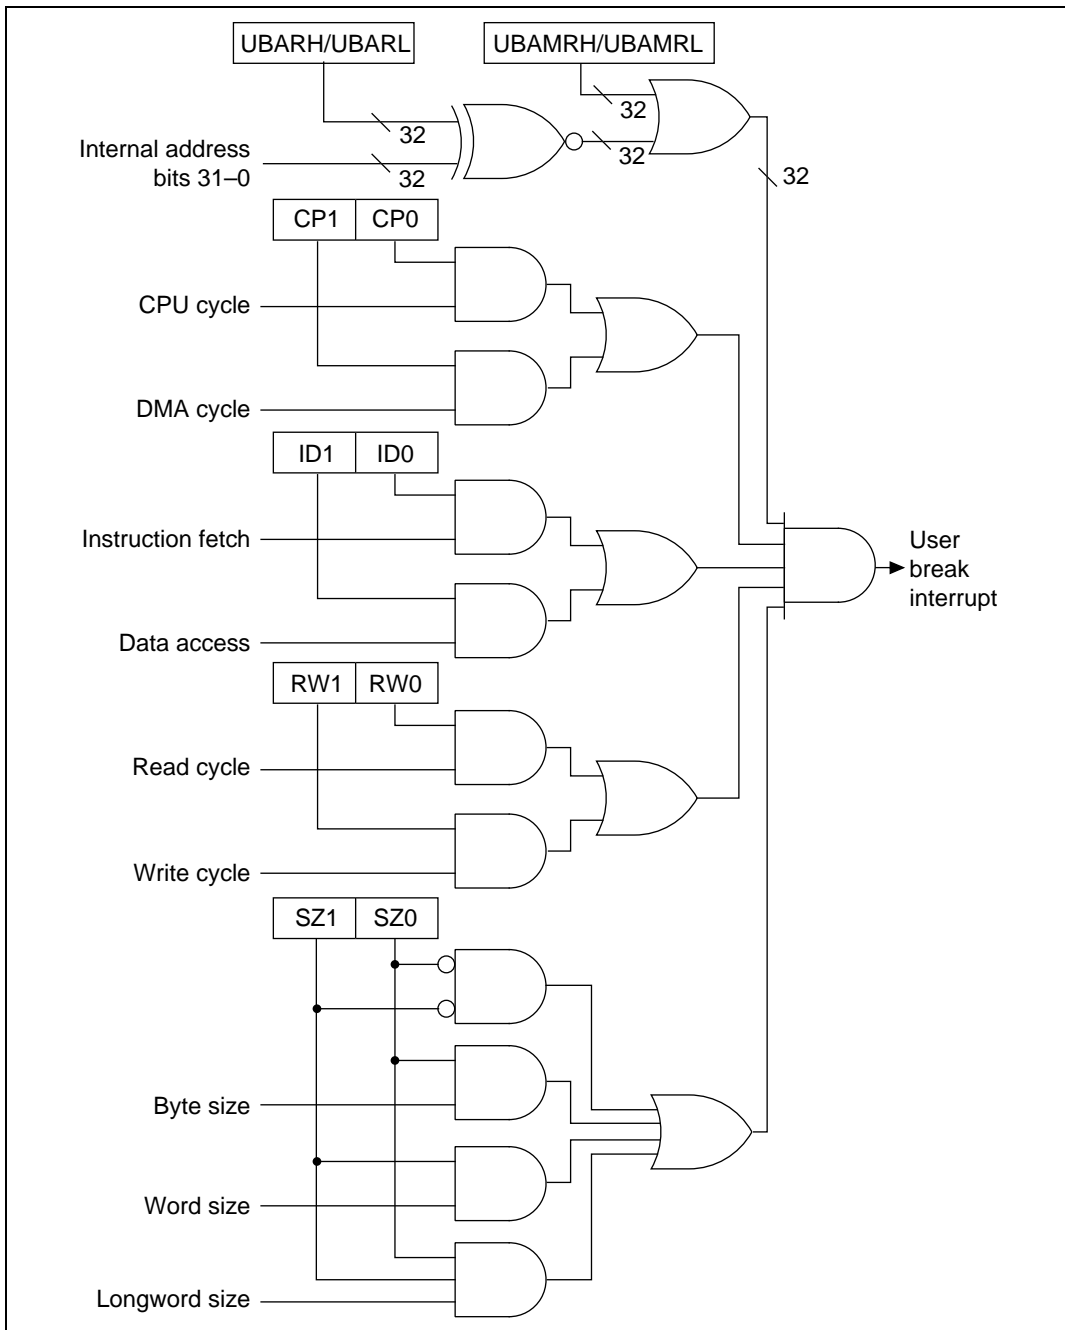 UBARH/UBARL
UBAMRH/UBAMRL
32
32
32
Internal address
bits 31–0
32
32
CP1
CP0
CPU cycle
DMA cycle
ID1
ID0
Instruction fetch
User
break
interrupt
Data access
RW1
RW0
Read cycle
Write cycle
SZ1
SZ0
Byte size
Word size
Longword size